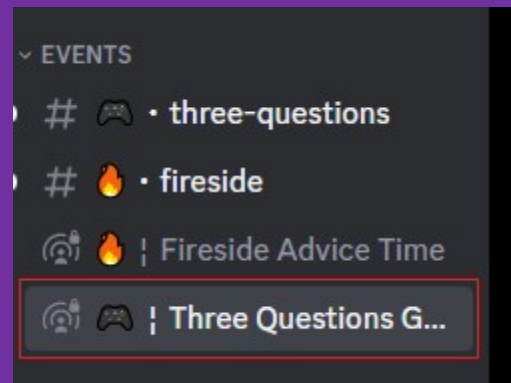 EVENTS
# 🎮 • three-questions
# 🔥 • fireside
🔥 ¦ Fireside Advice Time
🎮 ¦ Three Questions G...